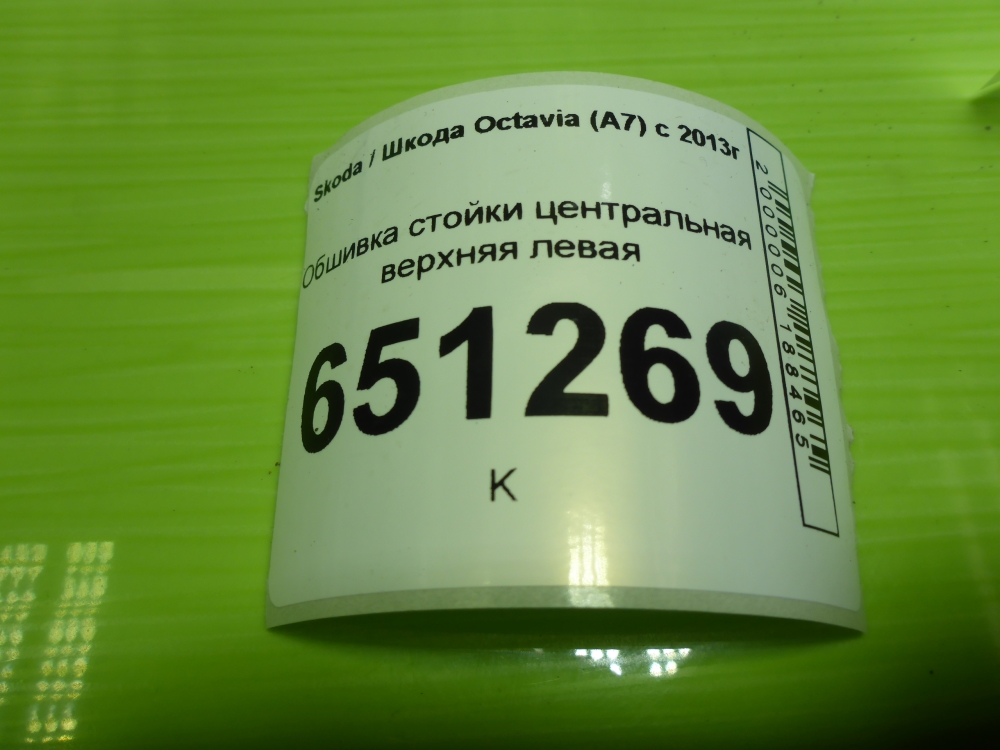 Skoda / Шкода Octavia (A7) с 2013г
Обшивка стойки центральная
верхняя левая
651269
К
2000006188465